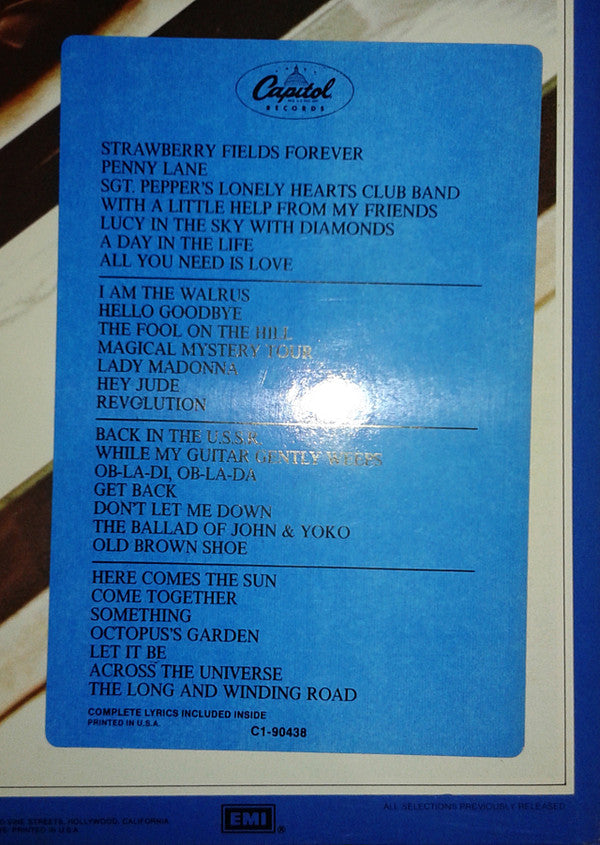 Capitol
RECORDS
STRAWBERRY FIELDS FOREVER
PENNY LANE
SGT. PEPPER'S LONELY HEARTS CLUB BAND
WITH A LITTLE HELP FROM MY FRIENDS
LUCY IN THE SKY WITH DIAMONDS
A DAY IN THE LIFE
ALL YOU NEED IS LOVE
I AM THE WALRUS
HELLO GOODBYE
THE FOOL ON THE HILL
MAGICAL MYSTERY TOUR
LADY MADONNA
HEY JUDE
REVOLUTION
BACK IN THE U.S.S.R.
WHILE MY GUITAR GENTLY WEEPS
OB-LA-DI, OB-LA-DA
GET BACK
DON'T LET ME DOWN
THE BALLAD OF JOHN & YOKO
OLD BROWN SHOE
HERE COMES THE SUN
COME TOGETHER
SOMETHING
OCTOPUS'S GARDEN
LET IT BE
ACROSS THE UNIVERSE
THE LONG AND WINDING ROAD
COMPLETE LYRICS INCLUDED INSIDE
PRINTED IN U.S.A.
C1-90438
ALL SELECTIONS PREVIOUSLY RELEASED
VINE STREETS, HOLLYWOOD, CALIFORNIA
PRINTED IN U.S.A.
EMI®